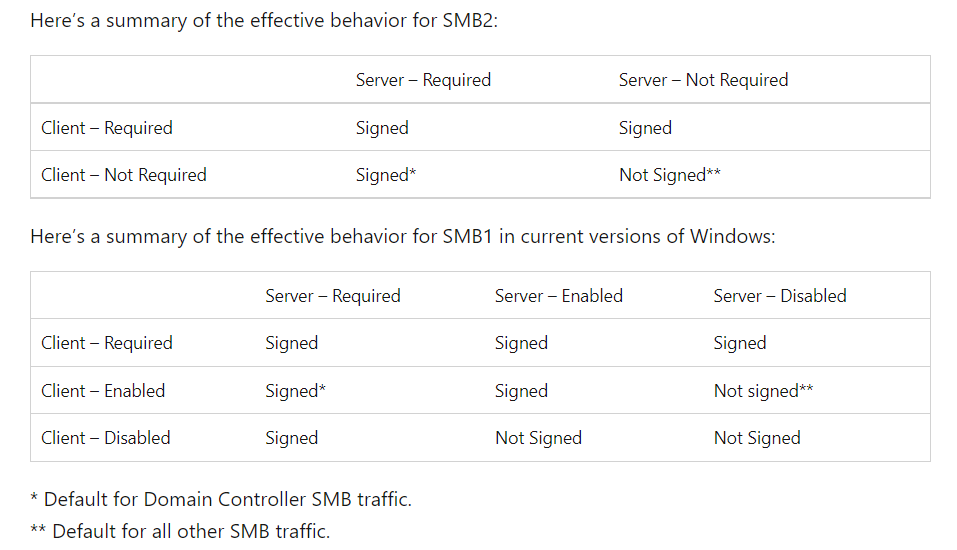 Here’s a summary of the effective behavior for SMB2:
Server – Required Server – Not Required
Client – Required Signed Signed
Client – Not Required Signed* Not Signed**
Here’s a summary of the effective behavior for SMB1 in current versions of Windows:
Server – Required Server – Enabled Server – Disabled
Client – Required Signed Signed Signed
Client – Enabled Signed* Signed Not signed**
Client – Disabled Signed Not Signed Not Signed
* Default for Domain Controller SMB traffic.
** Default for all other SMB traffic.